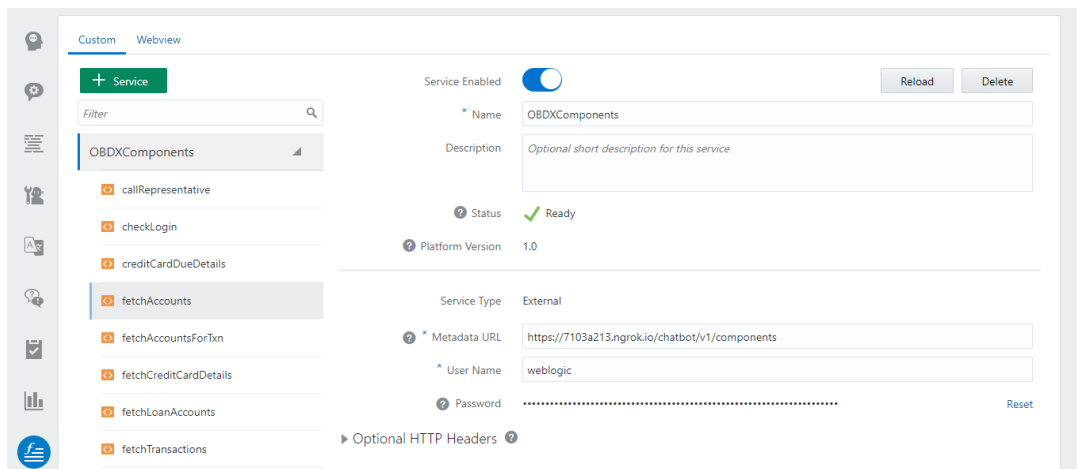 Custom Webview
+ Service
Filter
OBDXComponents
callRepresentative
checkLogin
creditCardDueDetails
fetchAccounts
fetchAccountsForTxn
fetchCreditCardDetails
fetchLoanAccounts
fetchTransactions
Service Enabled
Reload Delete
* Name OBDXComponents
Description Optional short description for this service
? Status Ready
? Platform Version 1.0
Service Type External
? * Metadata URL https://7103a213.ngrok.io/chatbot/v1/components
* User Name weblogic
? Password ••••••••••••••••••••••••••••••••••••••••••••••••••••••••••••••••••••••• Reset
Optional HTTP Headers ?